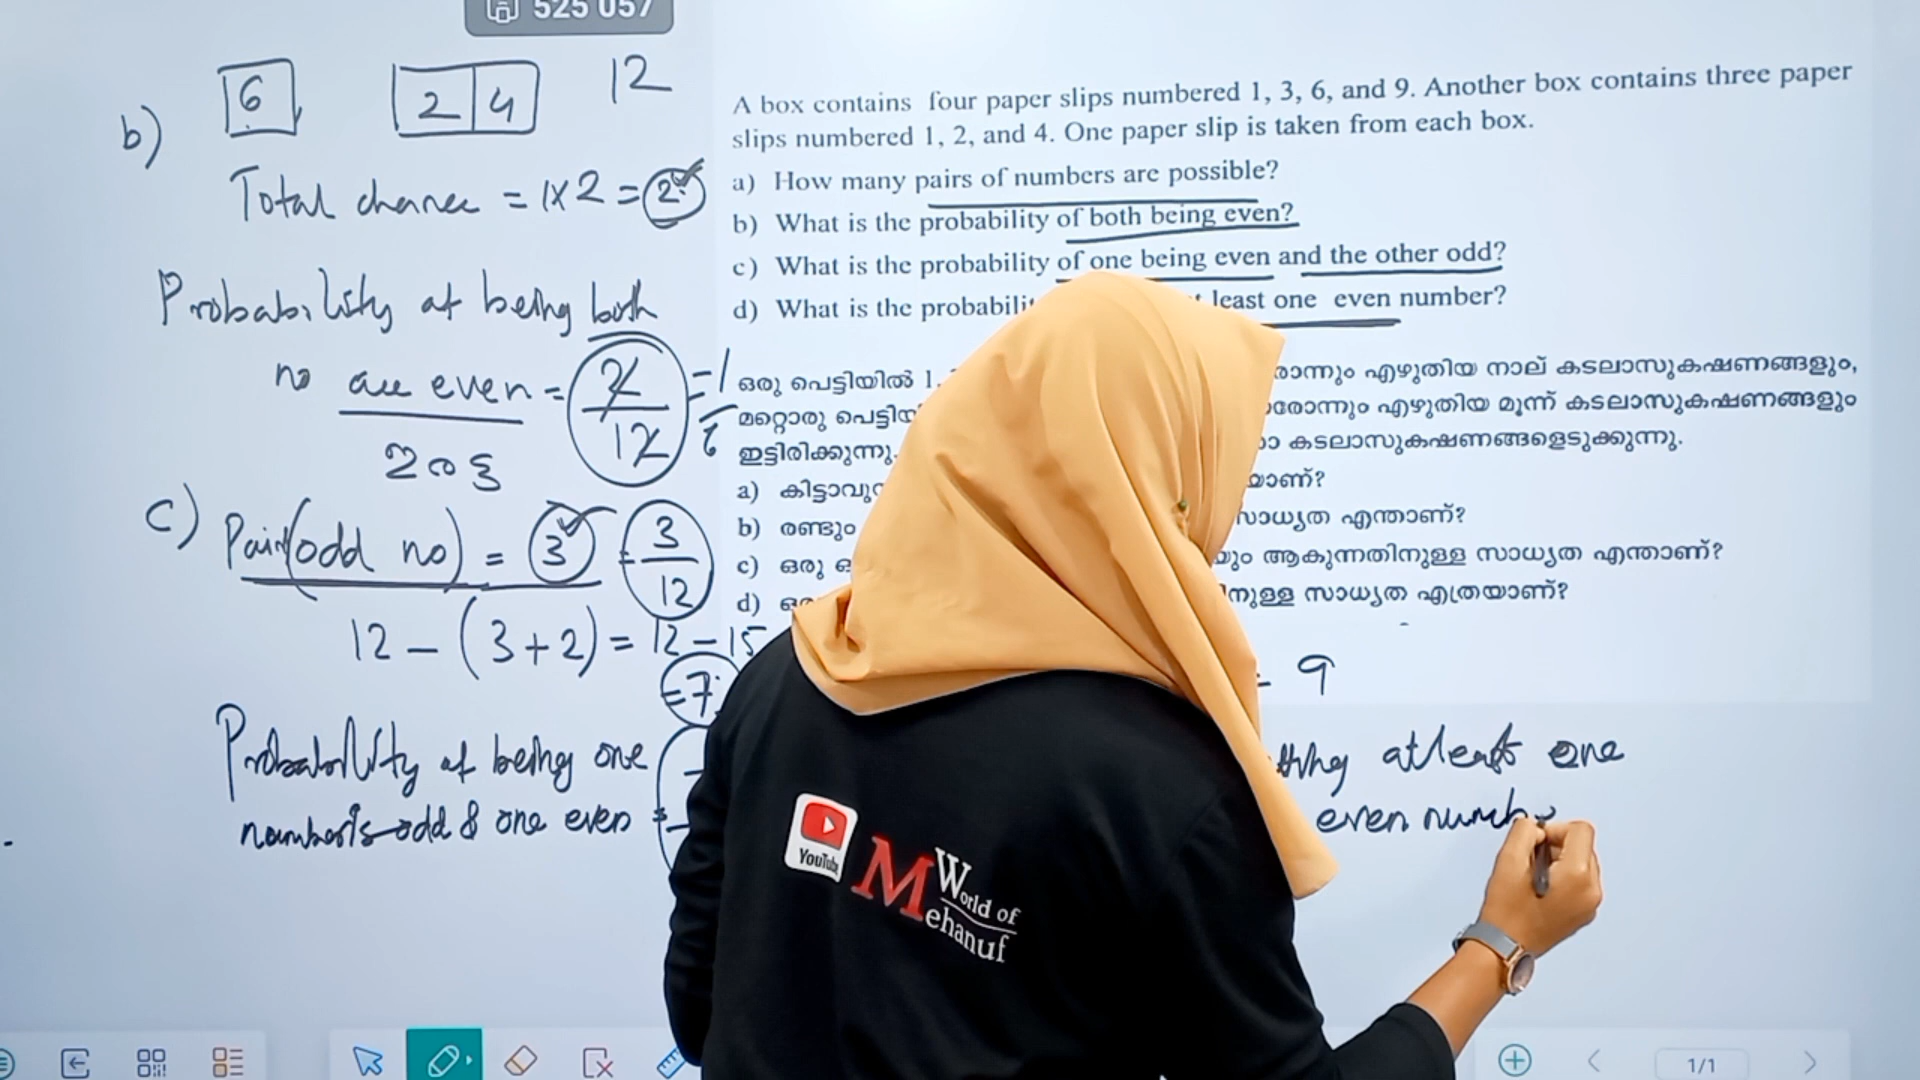 525 057
b) 6 2 4 12
Total chance = 1×2 = 2
Probability of being both
no are even = 2/12 = 1/6
ഇരട്ട
c) Pair(odd no) = 3 = 3/12
12 – (3+2) = 12 – 15
= 7
Probability of being one
number is odd & one even =
A box contains four paper slips numbered 1, 3, 6, and 9. Another box contains three paper
slips numbered 1, 2, and 4. One paper slip is taken from each box.
a) How many pairs of numbers are possible?
b) What is the probability of both being even?
c) What is the probability of one being even and the other odd?
d) What is the least one even number?
ഒരു പെട്ടിയിൽ 1, എഴുതിയ നാല് കടലാസുകഷണങ്ങളും,
മറ്റൊരു എഴുതിയ മൂന്ന് കടലാസുകഷണങ്ങളും
ഇട്ടിരിക്കുന്നു. കടലാസുകഷണങ്ങളെടുക്കുന്നു.
a)
b) രണ്ടും സാധ്യത എന്താണ്?
c) ഒരു ആകുന്നതിനുള്ള സാധ്യത എന്താണ്?
d) സാധ്യത എത്രയാണ്?
= 9
atleast one
even numb
YouTube
World of
Mehanuf
1/1